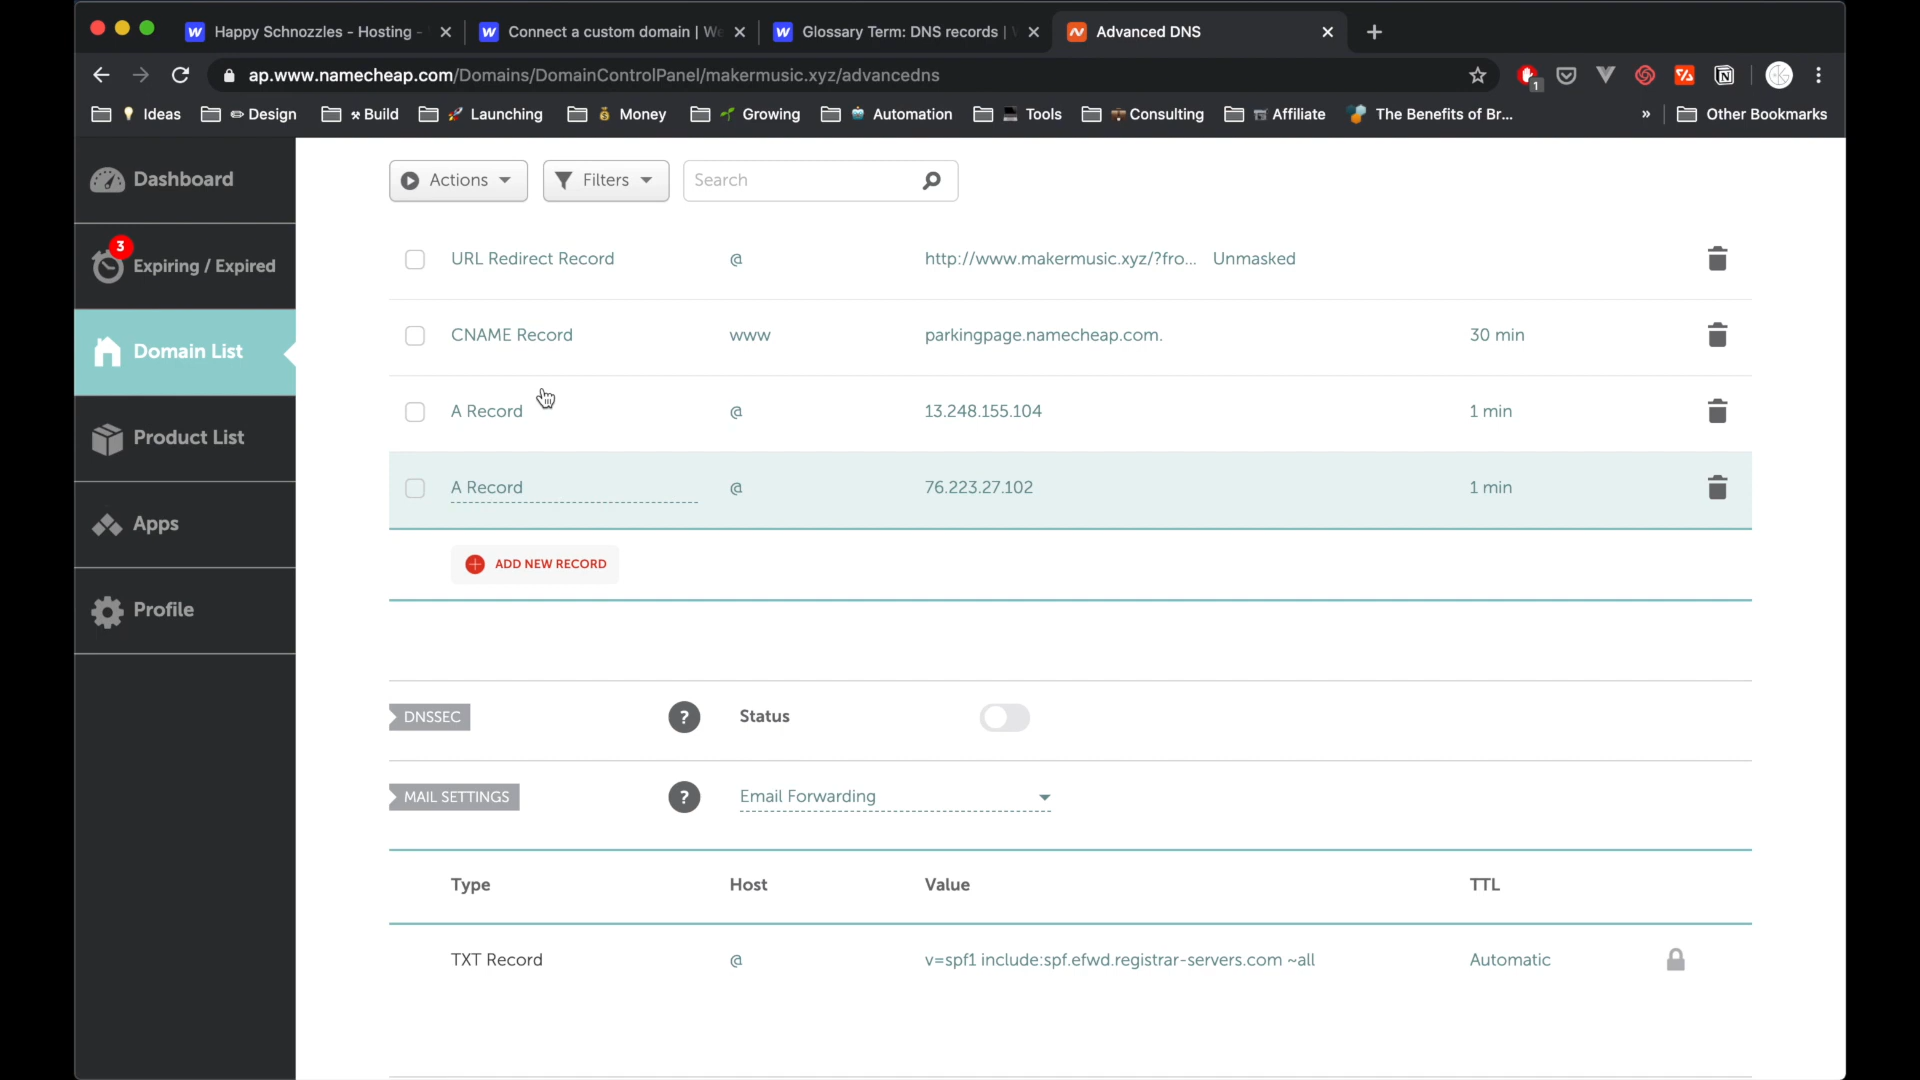 Happy Schnozzles - Hosting -
Connect a custom domain | We
Glossary Term: DNS records |
Advanced DNS
ap.www.namecheap.com/Domains/DomainControlPanel/makermusic.xyz/advancedns
1
Ideas
Design
Build
Launching
Money
Growing
Automation
Tools
Consulting
Affiliate
The Benefits of Br...
»
Other Bookmarks
Dashboard
3
Expiring / Expired
Domain List
Product List
Apps
Profile
Actions
Filters
Search
URL Redirect Record @ http://www.makermusic.xyz/?fro... Unmasked
CNAME Record www parkingpage.namecheap.com. 30 min
A Record @ 13.248.155.104 1 min
A Record @ 76.223.27.102 1 min
ADD NEW RECORD
DNSSEC ? Status
MAIL SETTINGS ? Email Forwarding
Type Host Value TTL
TXT Record @ v=spf1 include:spf.efwd.registrar-servers.com ~all Automatic